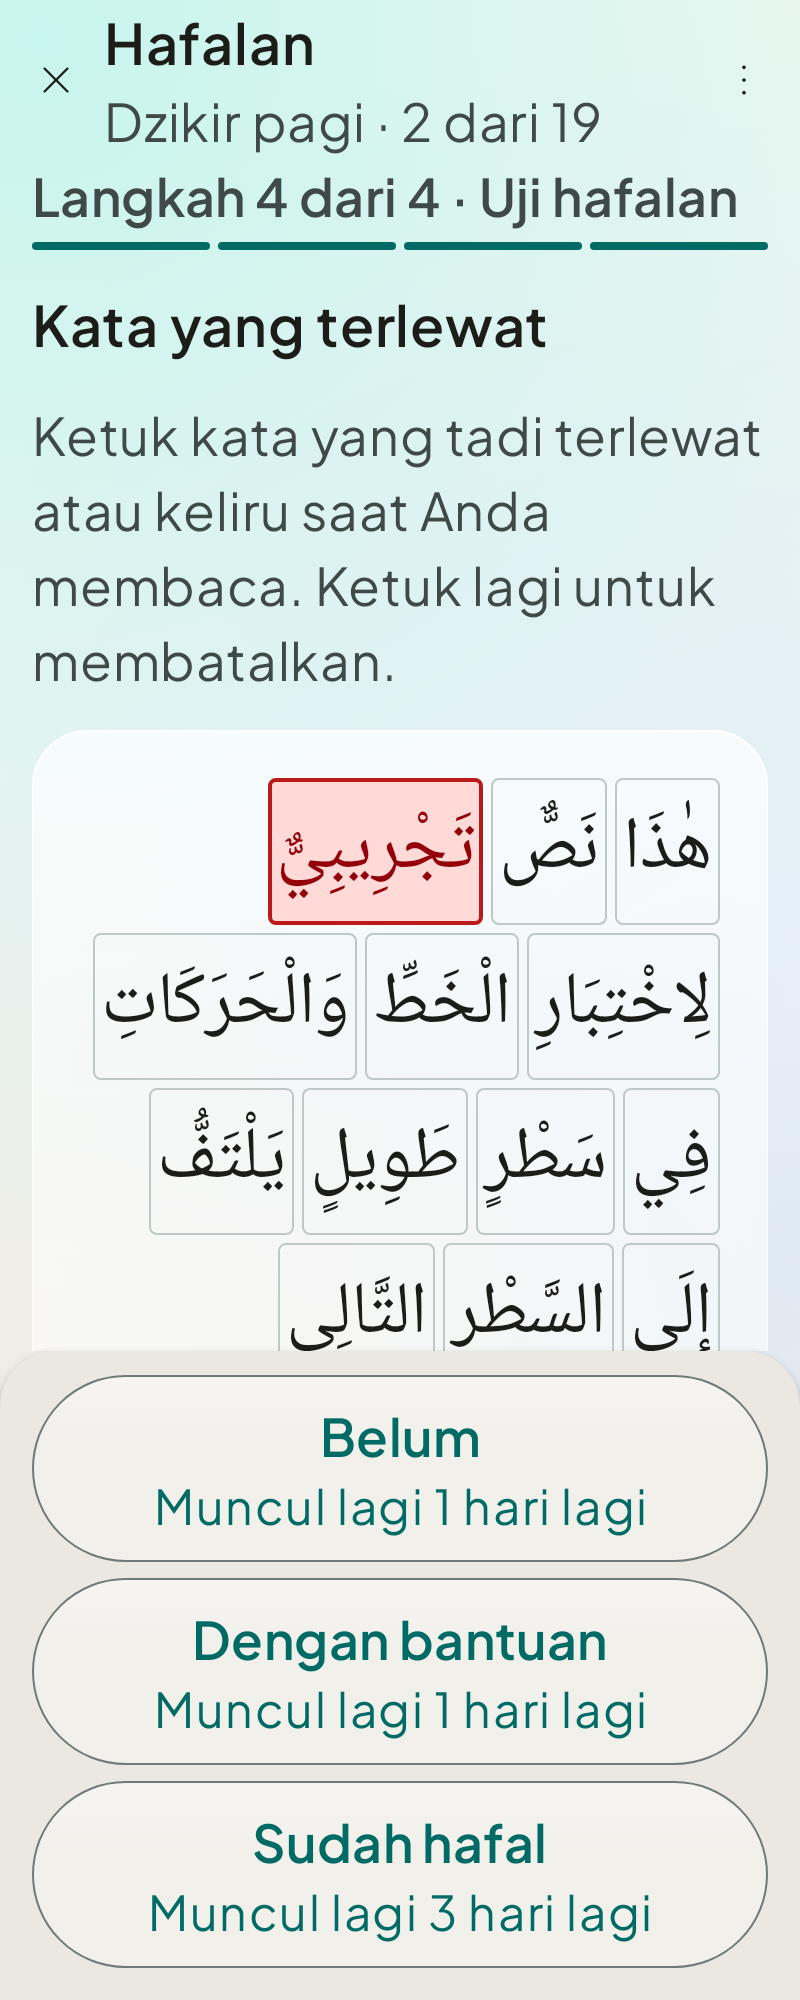 Hafalan
Dzikir pagi · 2 dari 19
Langkah 4 dari 4 · Uji hafalan
Kata yang terlewat
Ketuk kata yang tadi terlewat
atau keliru saat Anda
membaca. Ketuk lagi untuk
membatalkan.
هٰذَا نَصٌّ تَجْرِيبِيٌّ
لِاخْتِبَارِ الْخَطِّ وَالْحَرَكَاتِ
فِي سَطْرٍ طَوِيلٍ يَلْتَفُّ
إِلَى السَّطْرِ التَّالِي
Belum
Muncul lagi 1 hari lagi
Dengan bantuan
Muncul lagi 1 hari lagi
Sudah hafal
Muncul lagi 3 hari lagi